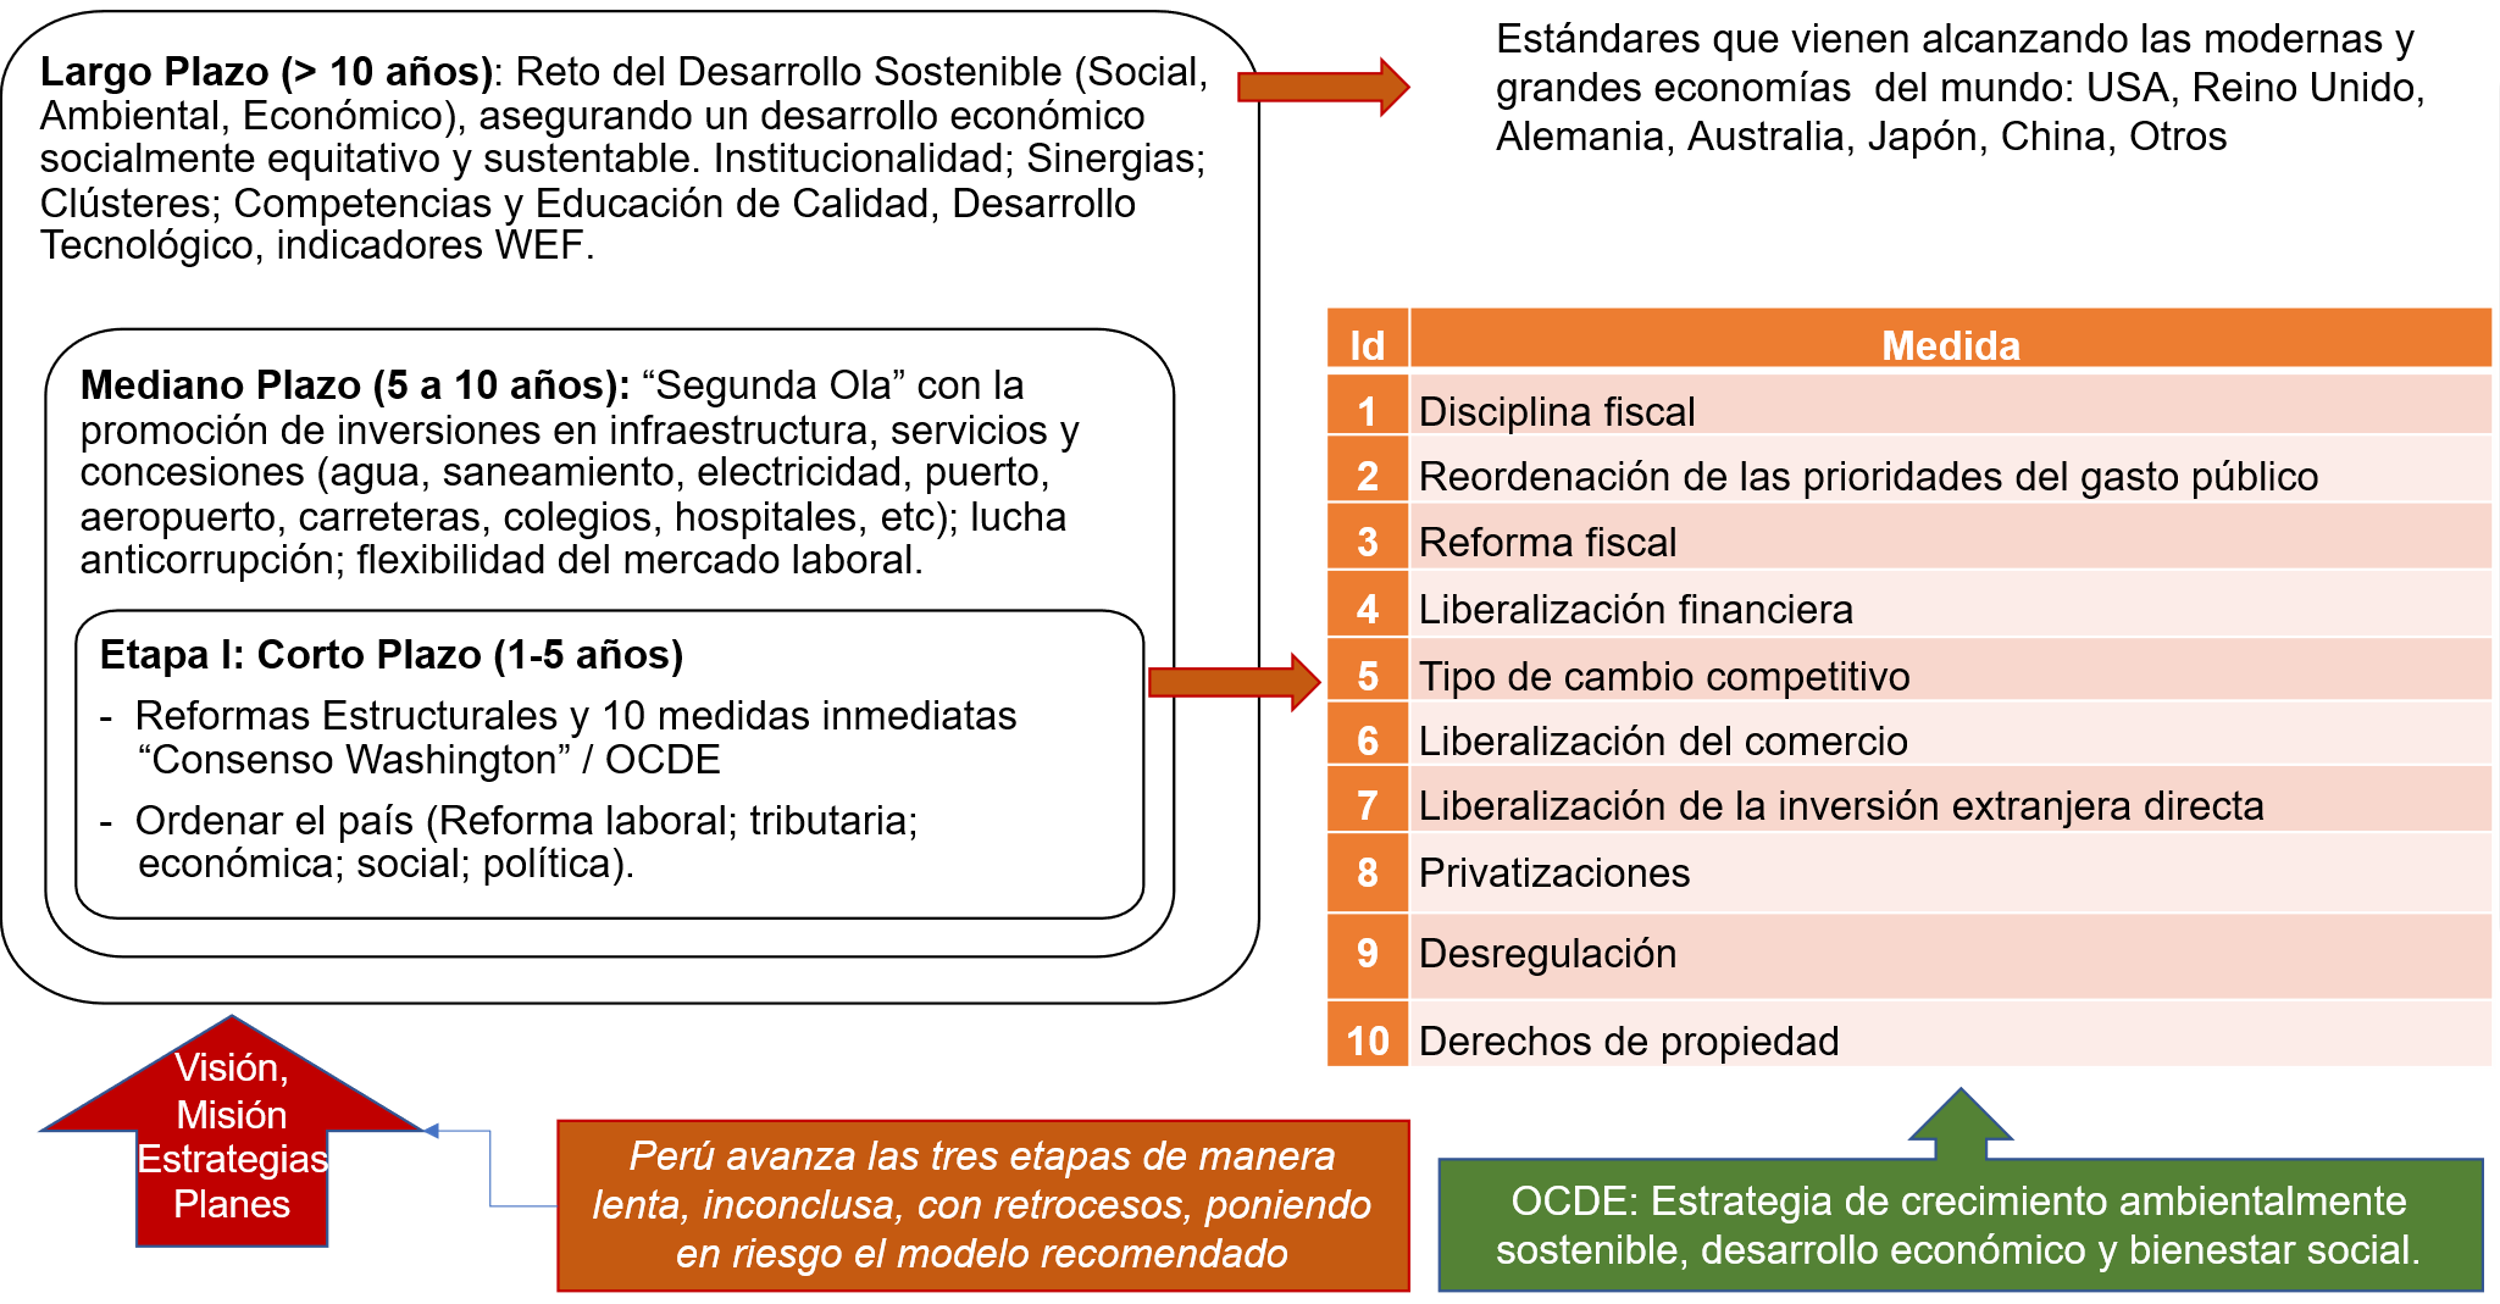 Largo Plazo (> 10 años): Reto del Desarrollo Sostenible (Social,
Ambiental, Económico), asegurando un desarrollo económico
socialmente equitativo y sustentable. Institucionalidad; Sinergias;
Clústeres; Competencias y Educación de Calidad, Desarrollo
Tecnológico, indicadores WEF.
Estándares que vienen alcanzando las modernas y
grandes economías del mundo: USA, Reino Unido,
Alemania, Australia, Japón, China, Otros
Mediano Plazo (5 a 10 años): “Segunda Ola” con la
promoción de inversiones en infraestructura, servicios y
concesiones (agua, saneamiento, electricidad, puerto,
aeropuerto, carreteras, colegios, hospitales, etc); lucha
anticorrupción; flexibilidad del mercado laboral.
Etapa I: Corto Plazo (1-5 años)
- Reformas Estructurales y 10 medidas inmediatas
“Consenso Washington” / OCDE
- Ordenar el país (Reforma laboral; tributaria;
económica; social; política).
Id Medida
1 Disciplina fiscal
2 Reordenación de las prioridades del gasto público
3 Reforma fiscal
4 Liberalización financiera
5 Tipo de cambio competitivo
6 Liberalización del comercio
7 Liberalización de la inversión extranjera directa
8 Privatizaciones
9 Desregulación
10 Derechos de propiedad
Visión,
Misión
Estrategias
Planes
Perú avanza las tres etapas de manera
lenta, inconclusa, con retrocesos, poniendo
en riesgo el modelo recomendado
OCDE: Estrategia de crecimiento ambientalmente
sostenible, desarrollo económico y bienestar social.